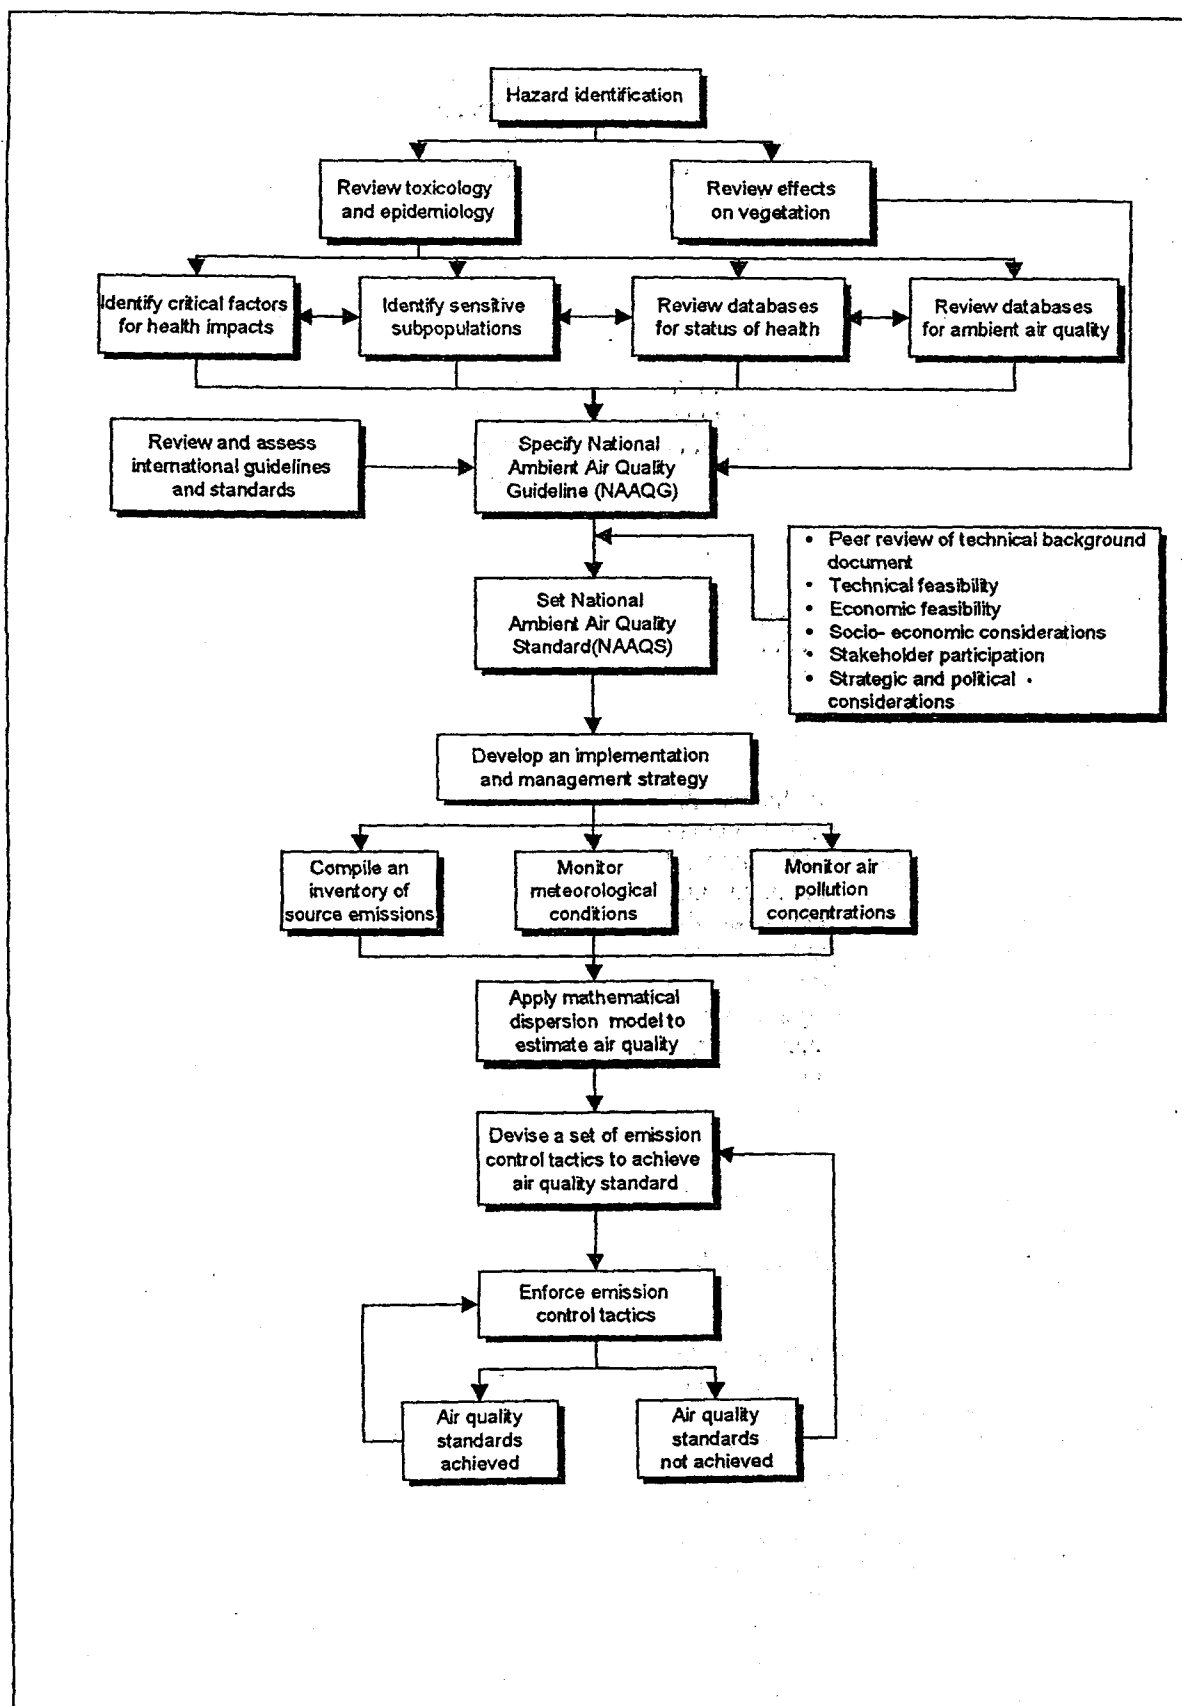 Hazard identification
Review toxicology
and epidemiology
Review effects
on vegetation
Identify critical factors
for health impacts
Identify sensitive
subpopulations
Review databases
for status of health
Review databases
for ambient air quality
Review and assess
international guidelines
and standards
Specify National
Ambient Air Quality
Guideline (NAAQG)
• Peer review of technical background
document
• Technical feasibility
• Economic feasibility
• Socio- economic considerations
• Stakeholder participation
• Strategic and political
considerations
Set National
Ambient Air Quality
Standard(NAAQS)
Develop an implementation
and management strategy
Compile an
inventory of
source emissions
Monitor
meteorological
conditions
Monitor air
pollution
concentrations
Apply mathematical
dispersion model to
estimate air quality
Devise a set of emission
control tactics to achieve
air quality standard
Enforce emission
control tactics
Air quality
standards
achieved
Air quality
standards
not achieved